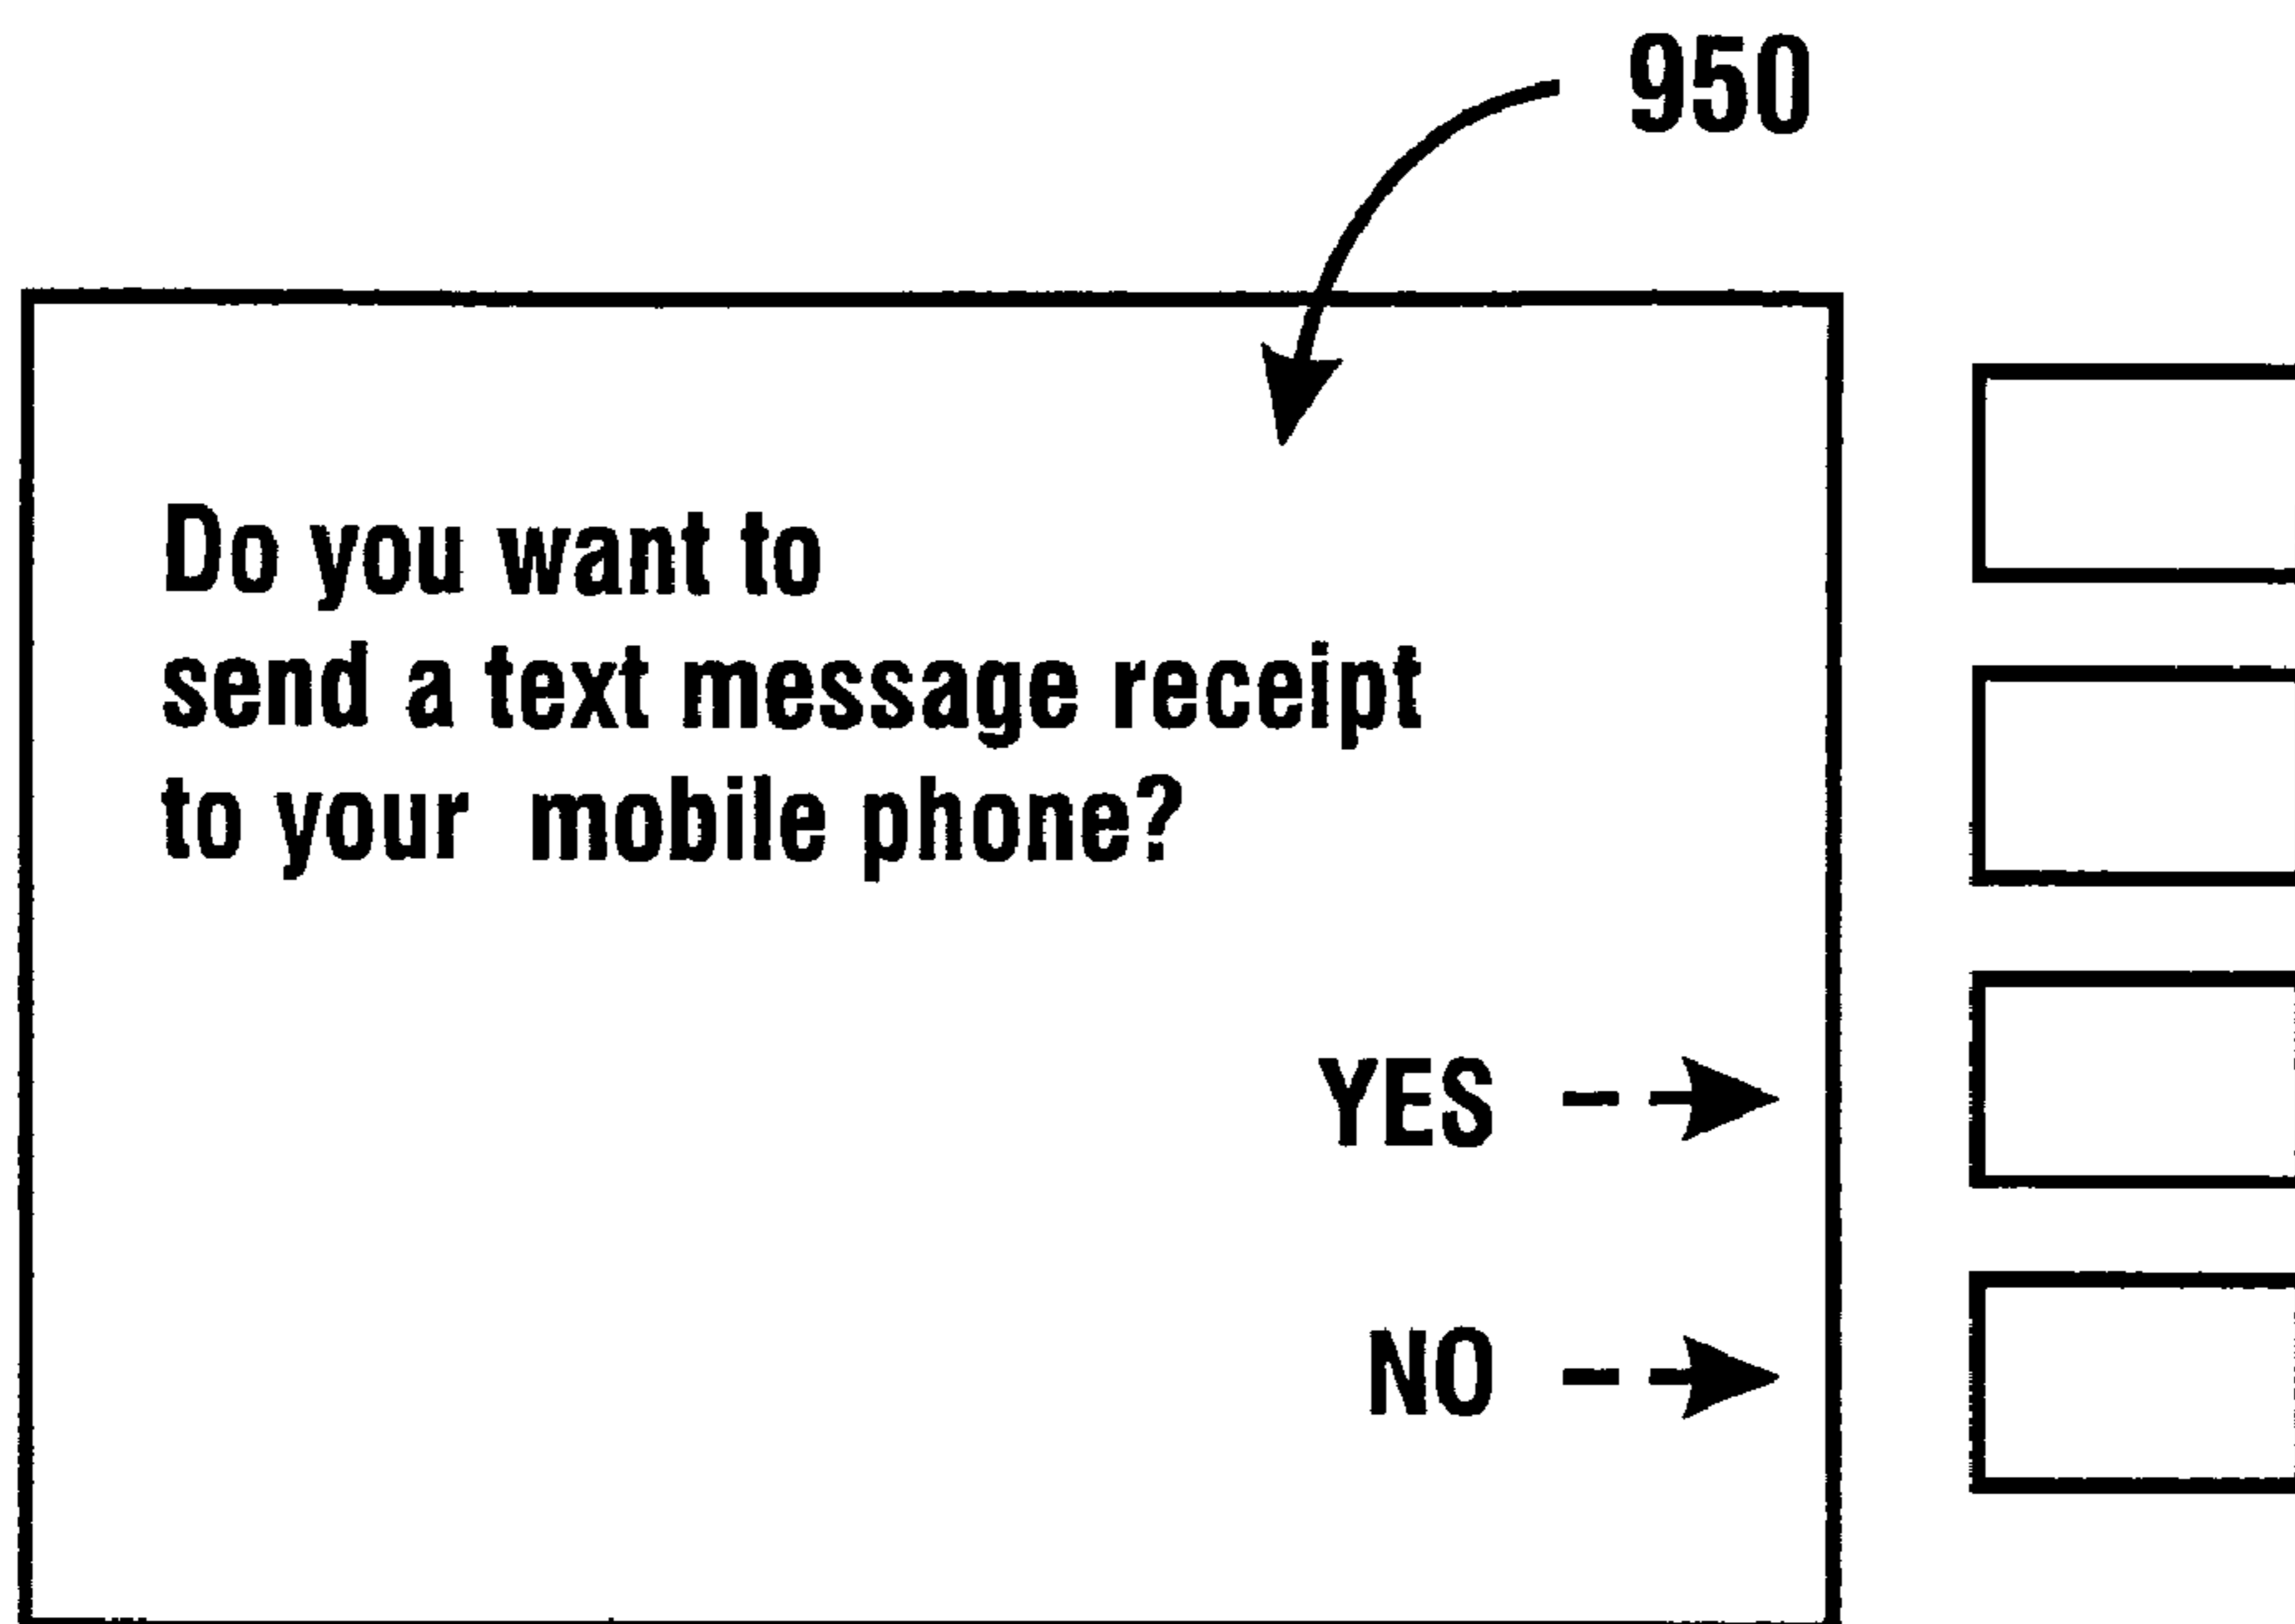 950
Do you want to
send a text message receipt
to your mobile phone?
YES
NO